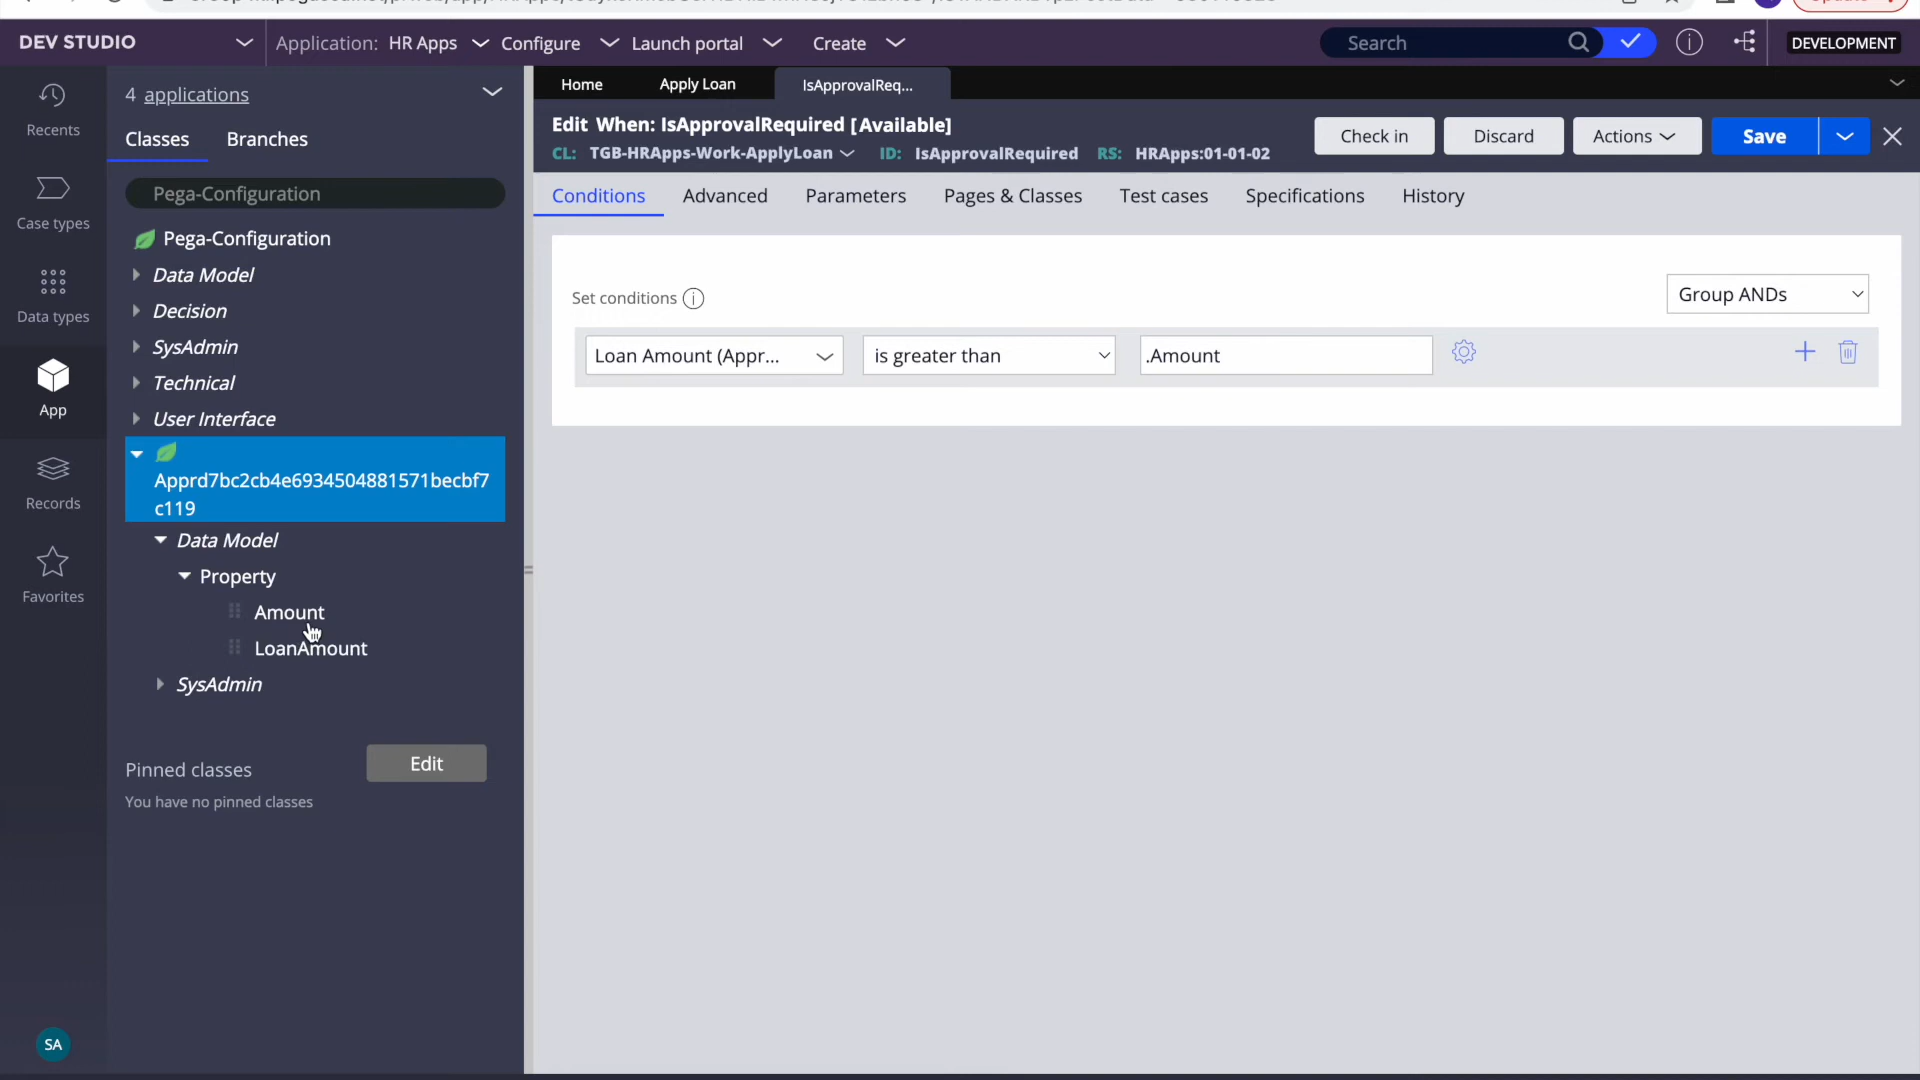 DEV STUDIO
Application: HR Apps
Configure
Launch portal
Create
Search
DEVELOPMENT
Recents
Case types
Data types
App
Records
Favorites
SA
4 applications
Classes
Branches
Pega-Configuration
Pega-Configuration
Data Model
Decision
SysAdmin
Technical
User Interface
Apprd7bc2cb4e6934504881571becbf7
c119
Data Model
Property
Amount
LoanAmount
SysAdmin
Pinned classes
Edit
You have no pinned classes
Home
Apply Loan
IsApprovalReq...
Edit When: IsApprovalRequired [Available]
CL: TGB-HRApps-Work-ApplyLoan ID: IsApprovalRequired RS: HRApps:01-01-02
Check in
Discard
Actions
Save
Conditions
Advanced
Parameters
Pages & Classes
Test cases
Specifications
History
Set conditions
Group ANDs
Loan Amount (Appr...
is greater than
.Amount